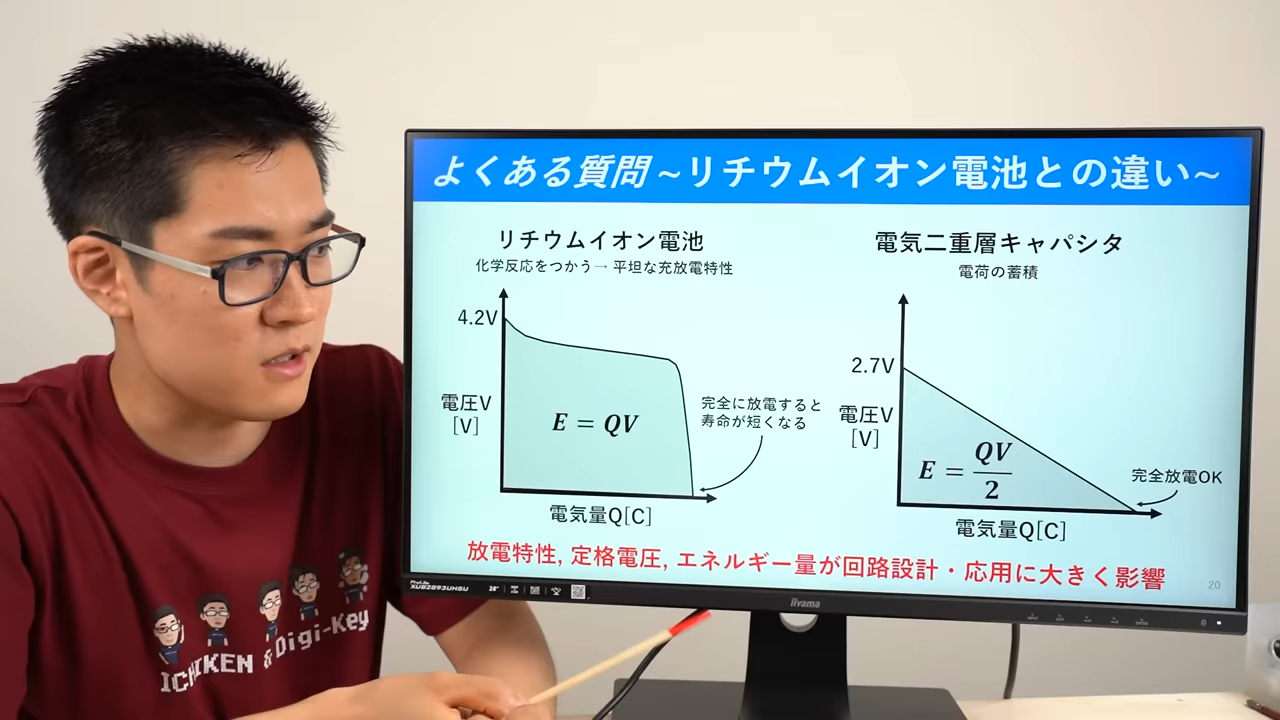 よくある質問 ~リチウムイオン電池との違い~
リチウムイオン電池
化学反応をつかう→ 平坦な充放電特性
4.2V
電圧V
[V]
E = QV
完全に放電すると
寿命が短くなる
電気量Q[C]
電気二重層キャパシタ
電荷の蓄積
2.7V
電圧V
[V]
E = QV/2
完全放電OK
電気量Q[C]
放電特性, 定格電圧, エネルギー量が回路設計・応用に大きく影響
20
ProLite
XUB2893UHSU
iiyama
ICHIKEN & Digi-Key